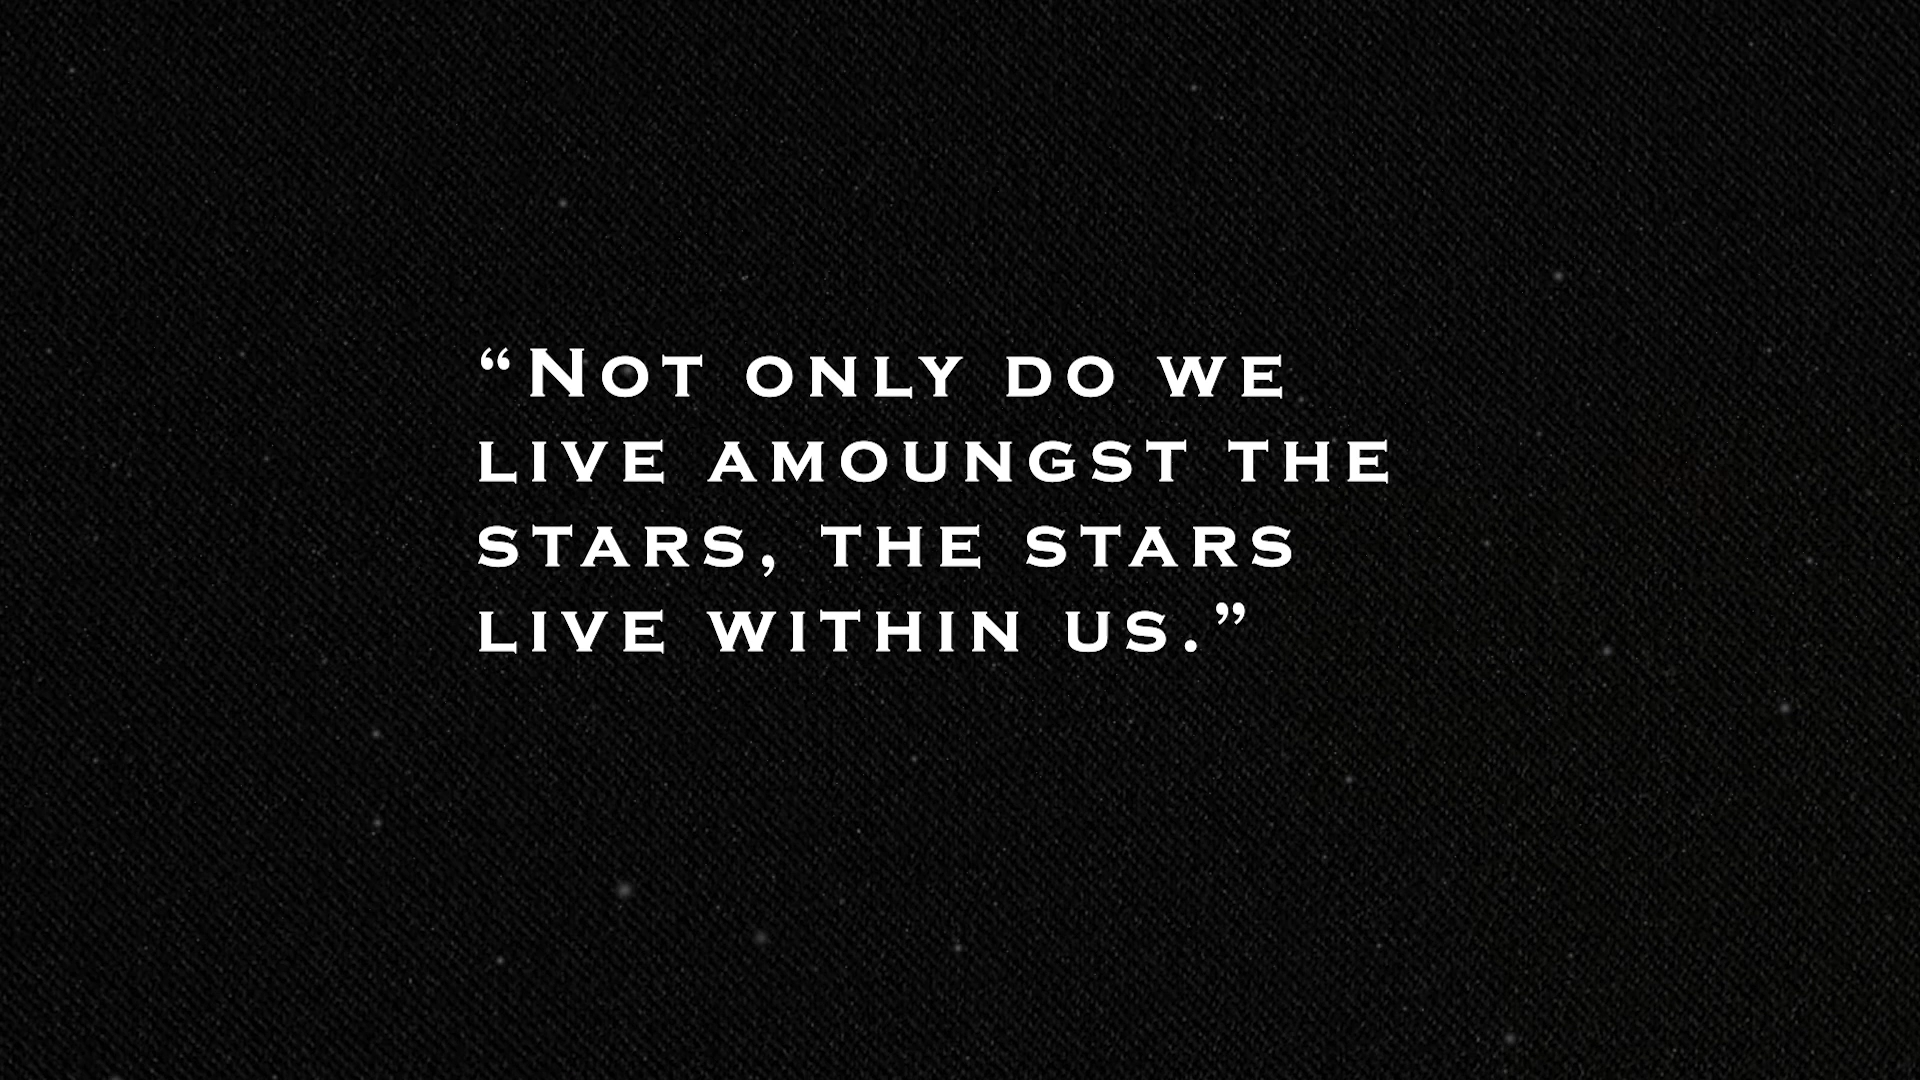 “Not only do we
live amoungst the
stars, the stars
live within us.”